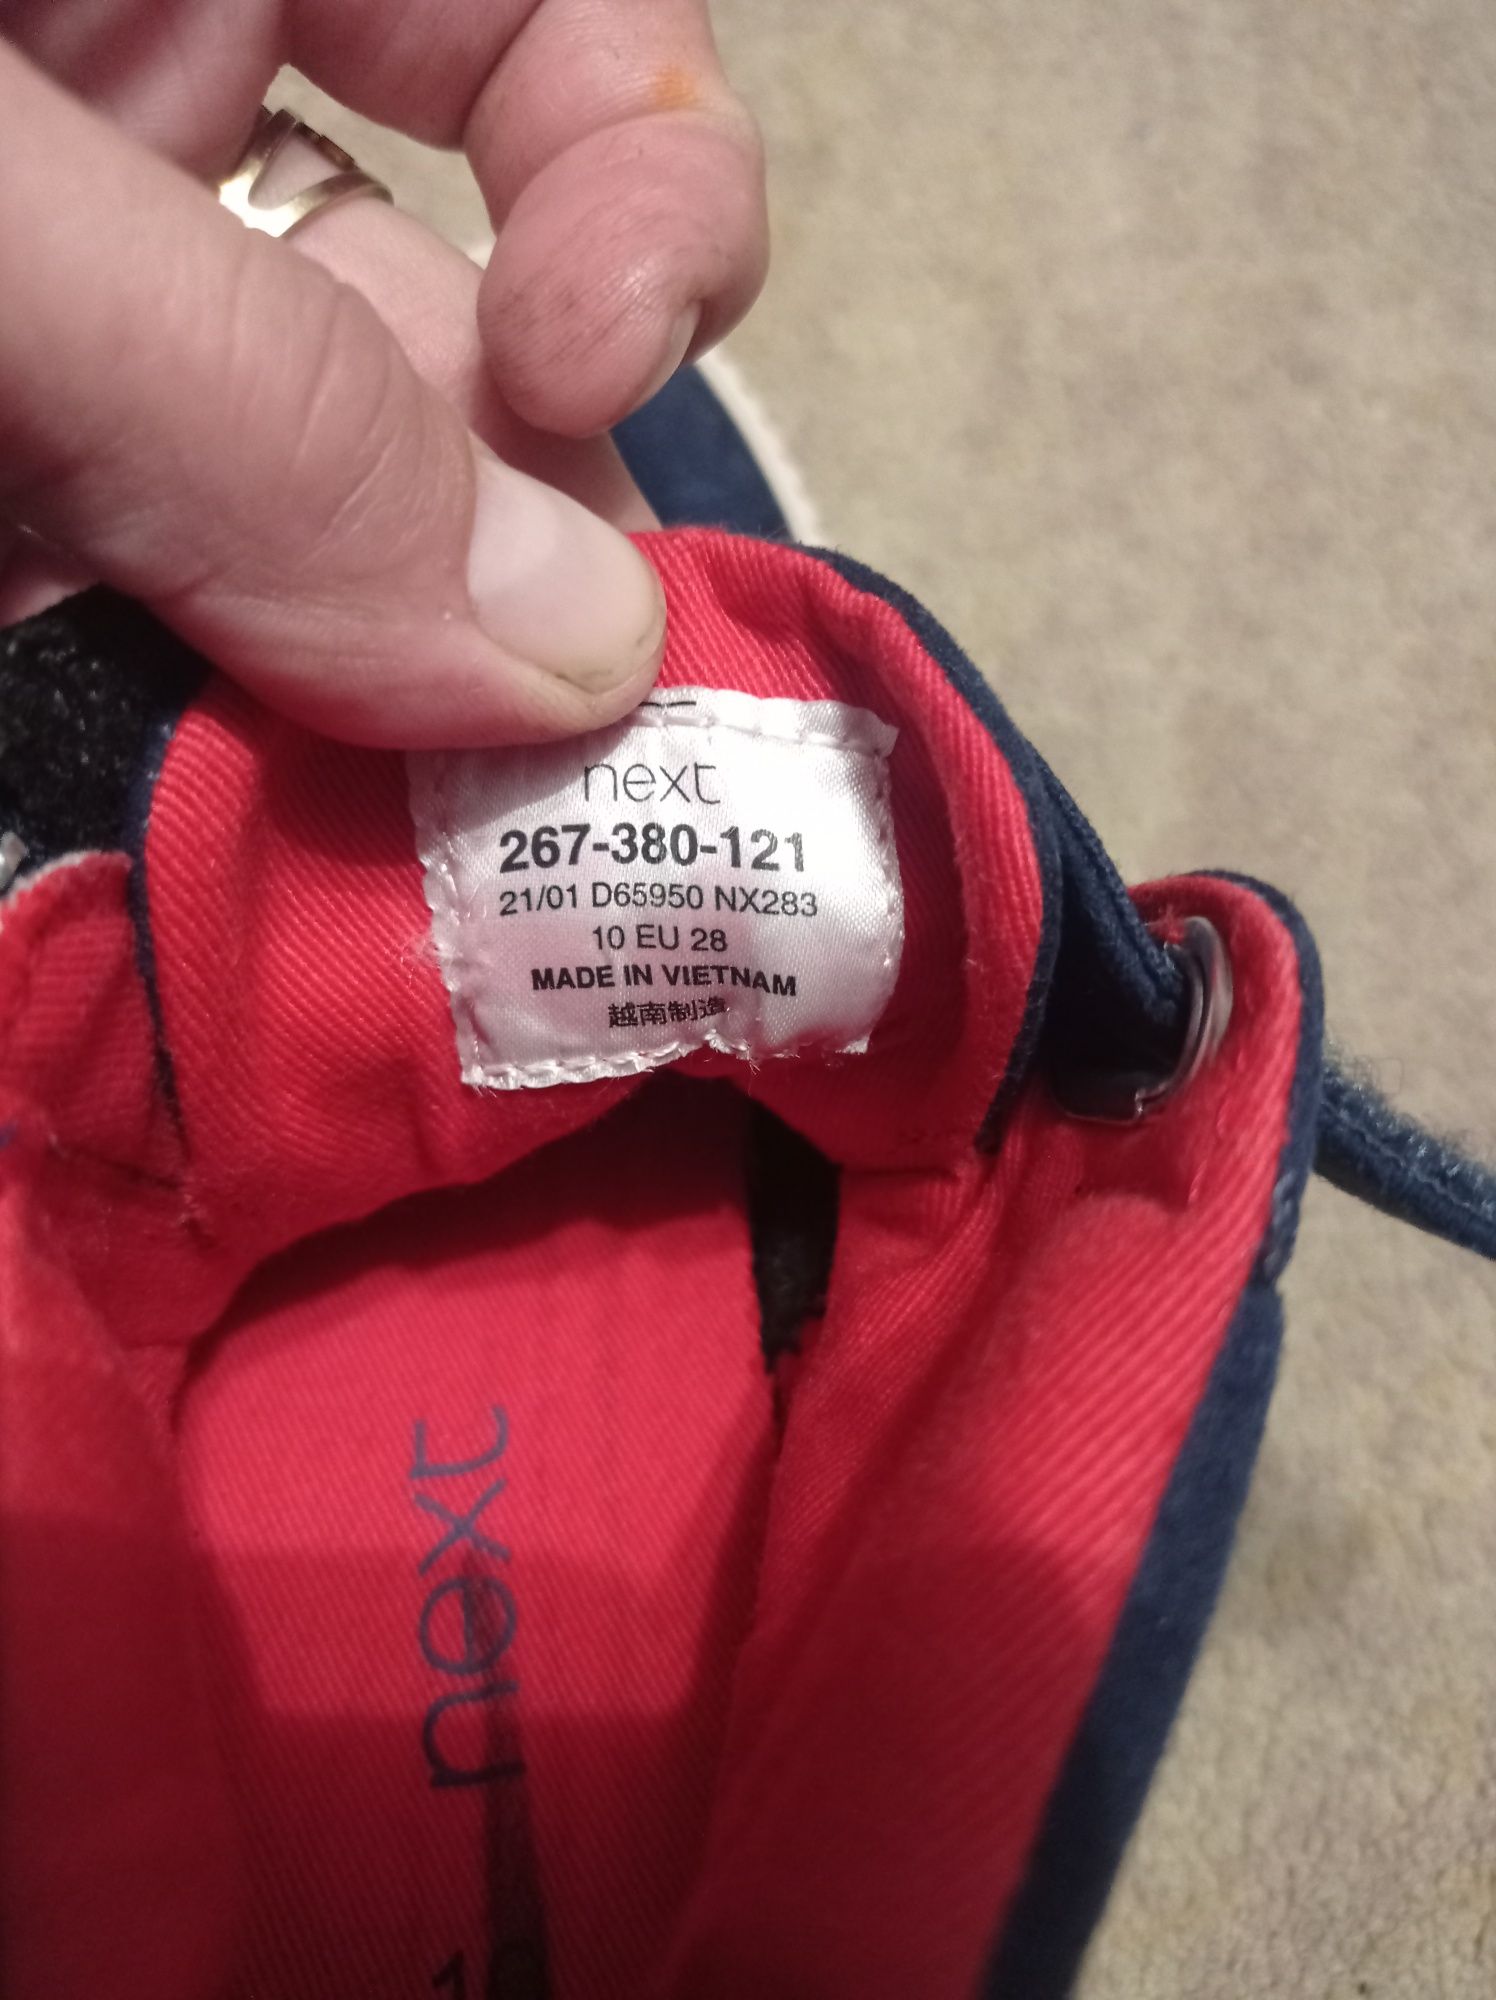 next
267-380-121
21/01 D65950 NX283
10 EU 28
MADE IN VIETNAM
越南制造
next